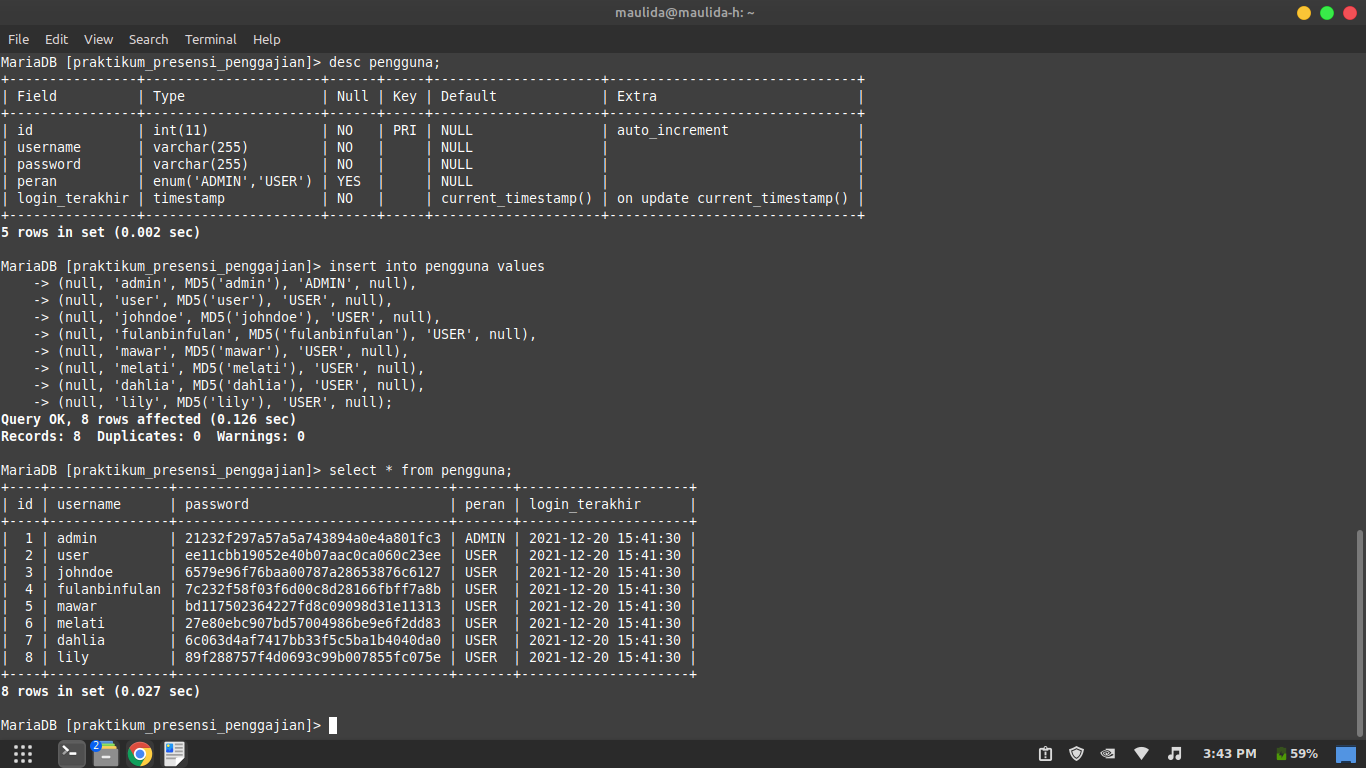 maulida@maulida-h: ~
File Edit View Search Terminal Help
MariaDB [praktikum_presensi_penggajian]> desc pengguna;
+----------------+----------------------+------+-----+---------------------+-------------------------------+
| Field          | Type                 | Null | Key | Default             | Extra                         |
+----------------+----------------------+------+-----+---------------------+-------------------------------+
| id             | int(11)              | NO   | PRI | NULL                | auto_increment                |
| username       | varchar(255)         | NO   |     | NULL                |                               |
| password       | varchar(255)         | NO   |     | NULL                |                               |
| peran          | enum('ADMIN','USER') | YES  |     | NULL                |                               |
| login_terakhir | timestamp            | NO   |     | current_timestamp() | on update current_timestamp() |
+----------------+----------------------+------+-----+---------------------+-------------------------------+
5 rows in set (0.002 sec)
MariaDB [praktikum_presensi_penggajian]> insert into pengguna values
    -> (null, 'admin', MD5('admin'), 'ADMIN', null),
    -> (null, 'user', MD5('user'), 'USER', null),
    -> (null, 'johndoe', MD5('johndoe'), 'USER', null),
    -> (null, 'fulanbinfulan', MD5('fulanbinfulan'), 'USER', null),
    -> (null, 'mawar', MD5('mawar'), 'USER', null),
    -> (null, 'melati', MD5('melati'), 'USER', null),
    -> (null, 'dahlia', MD5('dahlia'), 'USER', null),
    -> (null, 'lily', MD5('lily'), 'USER', null);
Query OK, 8 rows affected (0.126 sec)
Records: 8  Duplicates: 0  Warnings: 0
MariaDB [praktikum_presensi_penggajian]> select * from pengguna;
+----+---------------+----------------------------------+-------+---------------------+
| id | username      | password                         | peran | login_terakhir      |
+----+---------------+----------------------------------+-------+---------------------+
|  1 | admin         | 21232f297a57a5a743894a0e4a801fc3 | ADMIN | 2021-12-20 15:41:30 |
|  2 | user          | ee11cbb19052e40b07aac0ca060c23ee | USER  | 2021-12-20 15:41:30 |
|  3 | johndoe       | 6579e96f76baa00787a28653876c6127 | USER  | 2021-12-20 15:41:30 |
|  4 | fulanbinfulan | 7c232f58f03f6d00c8d28166fbff7a8b | USER  | 2021-12-20 15:41:30 |
|  5 | mawar         | bd117502364227fd8c09098d31e11313 | USER  | 2021-12-20 15:41:30 |
|  6 | melati        | 27e80ebc907bd57004986be9e6f2dd83 | USER  | 2021-12-20 15:41:30 |
|  7 | dahlia        | 6c063d4af7417bb33f5c5ba1b4040da0 | USER  | 2021-12-20 15:41:30 |
|  8 | lily          | 89f288757f4d0693c99b007855fc075e | USER  | 2021-12-20 15:41:30 |
+----+---------------+----------------------------------+-------+---------------------+
8 rows in set (0.027 sec)
MariaDB [praktikum_presensi_penggajian]>
2 3:43 PM 59%